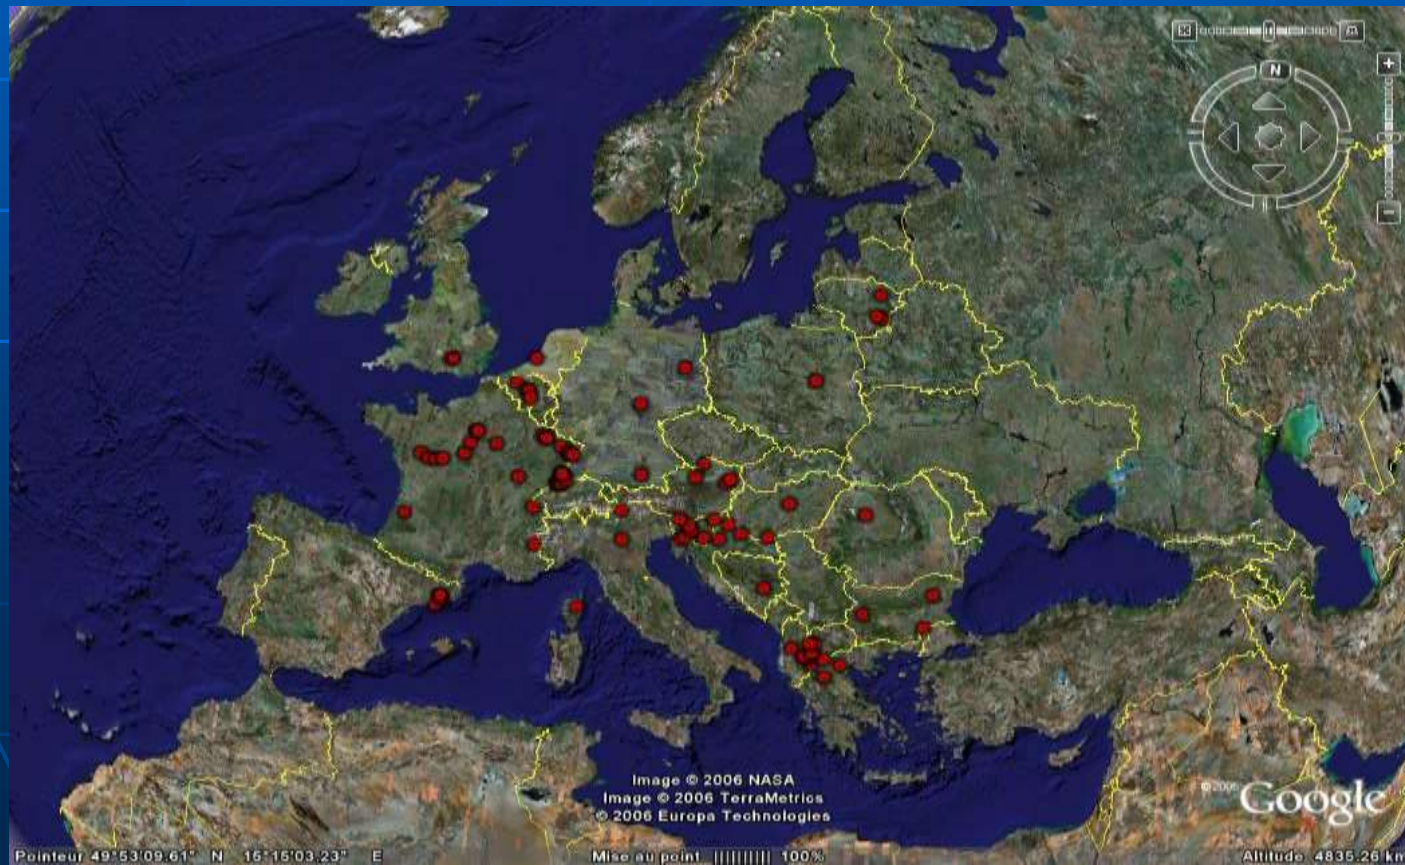 N
Image © 2006 NASA
Image © 2006 TerraMetrics
© 2006 Europa Technologies
© 2006 Google
Pointeur 49°53'09.61" N 15°15'03.23" E
Mise au point |||||||||| 100%
Altitude 4835.26 km